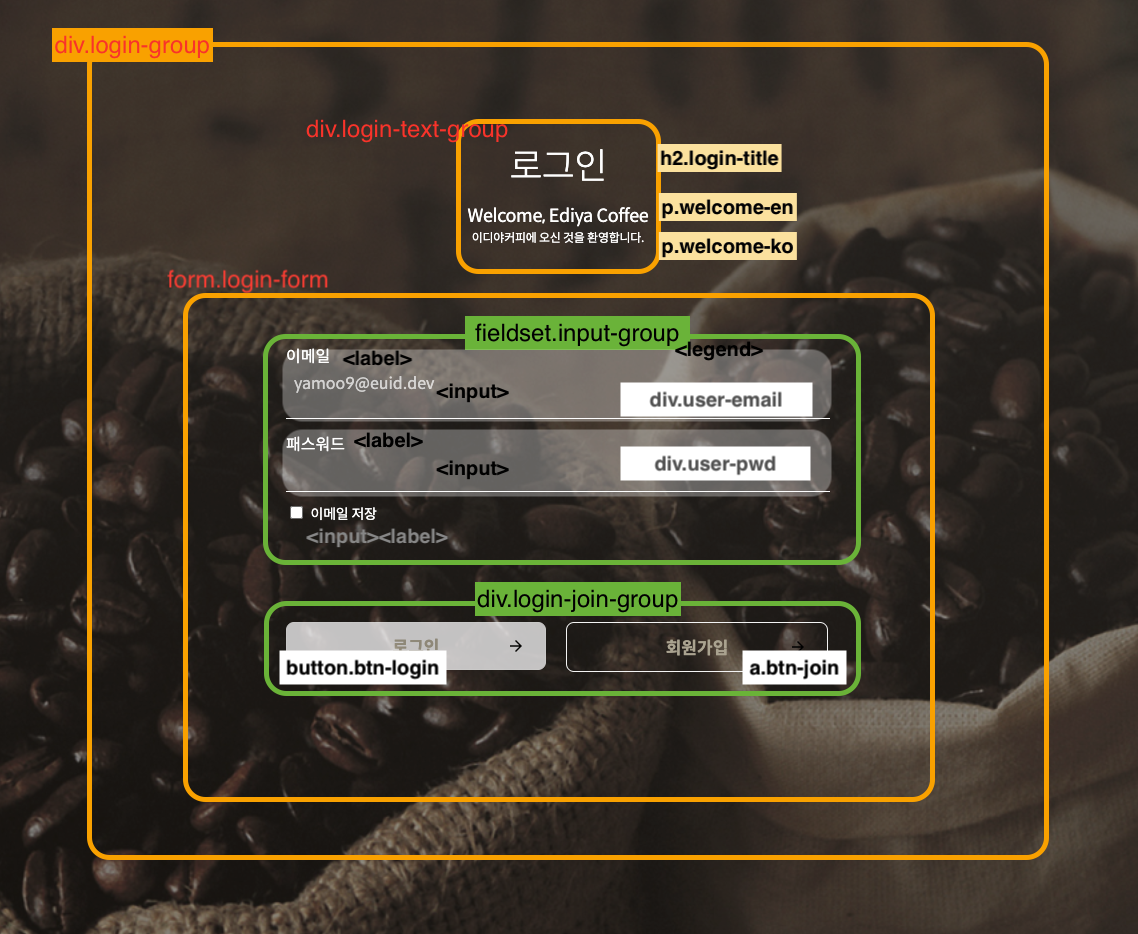 div.login-group
div.login-text-group
로그인
h2.login-title
Welcome, Ediya Coffee
p.welcome-en
이디야커피에 오신 것을 환영합니다.
p.welcome-ko
form.login-form
fieldset.input-group
<legend>
이메일 <label>
yamoo9@euid.dev <input>
div.user-email
패스워드 <label>
<input>
div.user-pwd
이메일 저장
<input><label>
div.login-join-group
로그인 →
button.btn-login
회원가입 →
a.btn-join